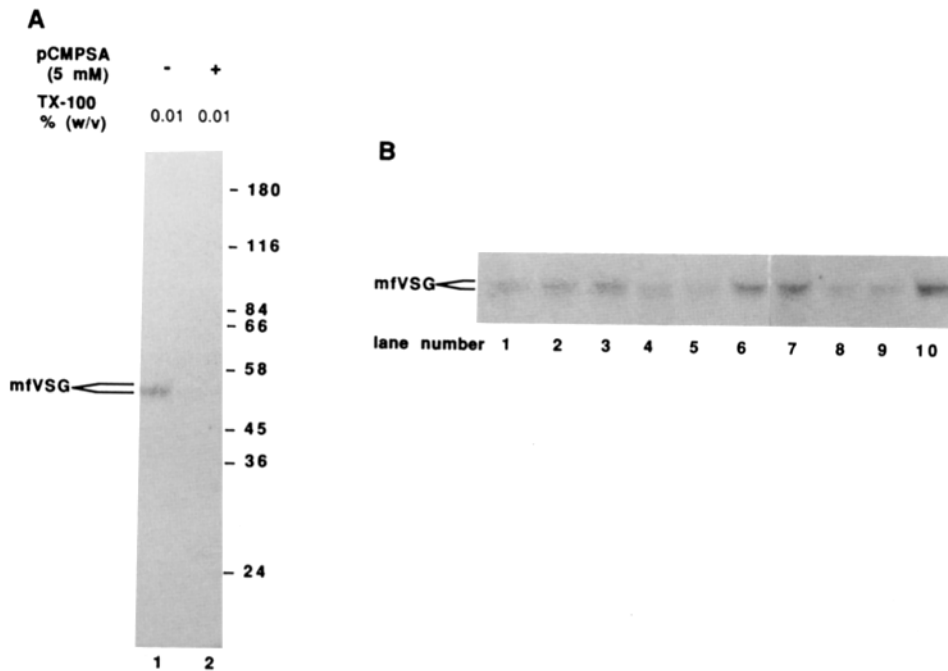 A
pCMPSA
(5 mM) - +
TX-100
% (w/v) 0.01 0.01
- 180
- 116
- 84
- 66
- 58
mfVSG
- 45
- 36
- 24
1 2
B
mfVSG
lane number 1 2 3 4 5 6 7 8 9 10